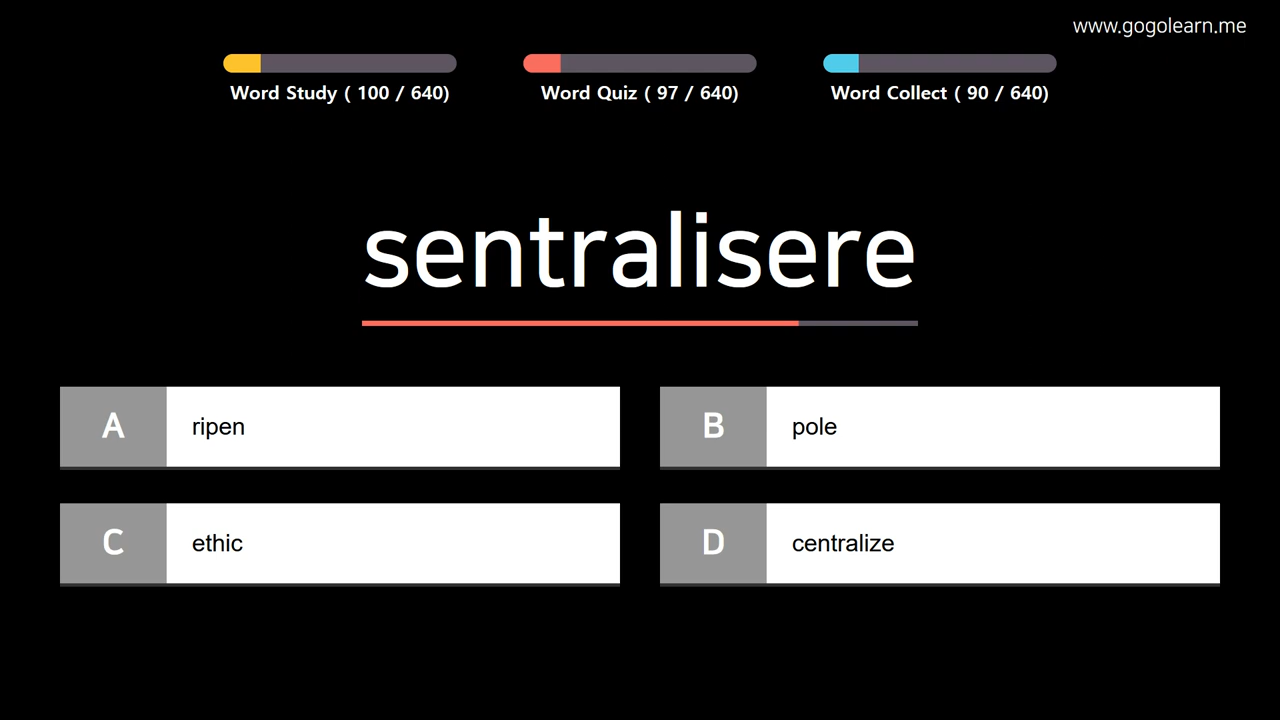 www.gogolearn.me
Word Study ( 100 / 640)
Word Quiz ( 97 / 640)
Word Collect ( 90 / 640)
sentralisere
A ripen
B pole
C ethic
D centralize